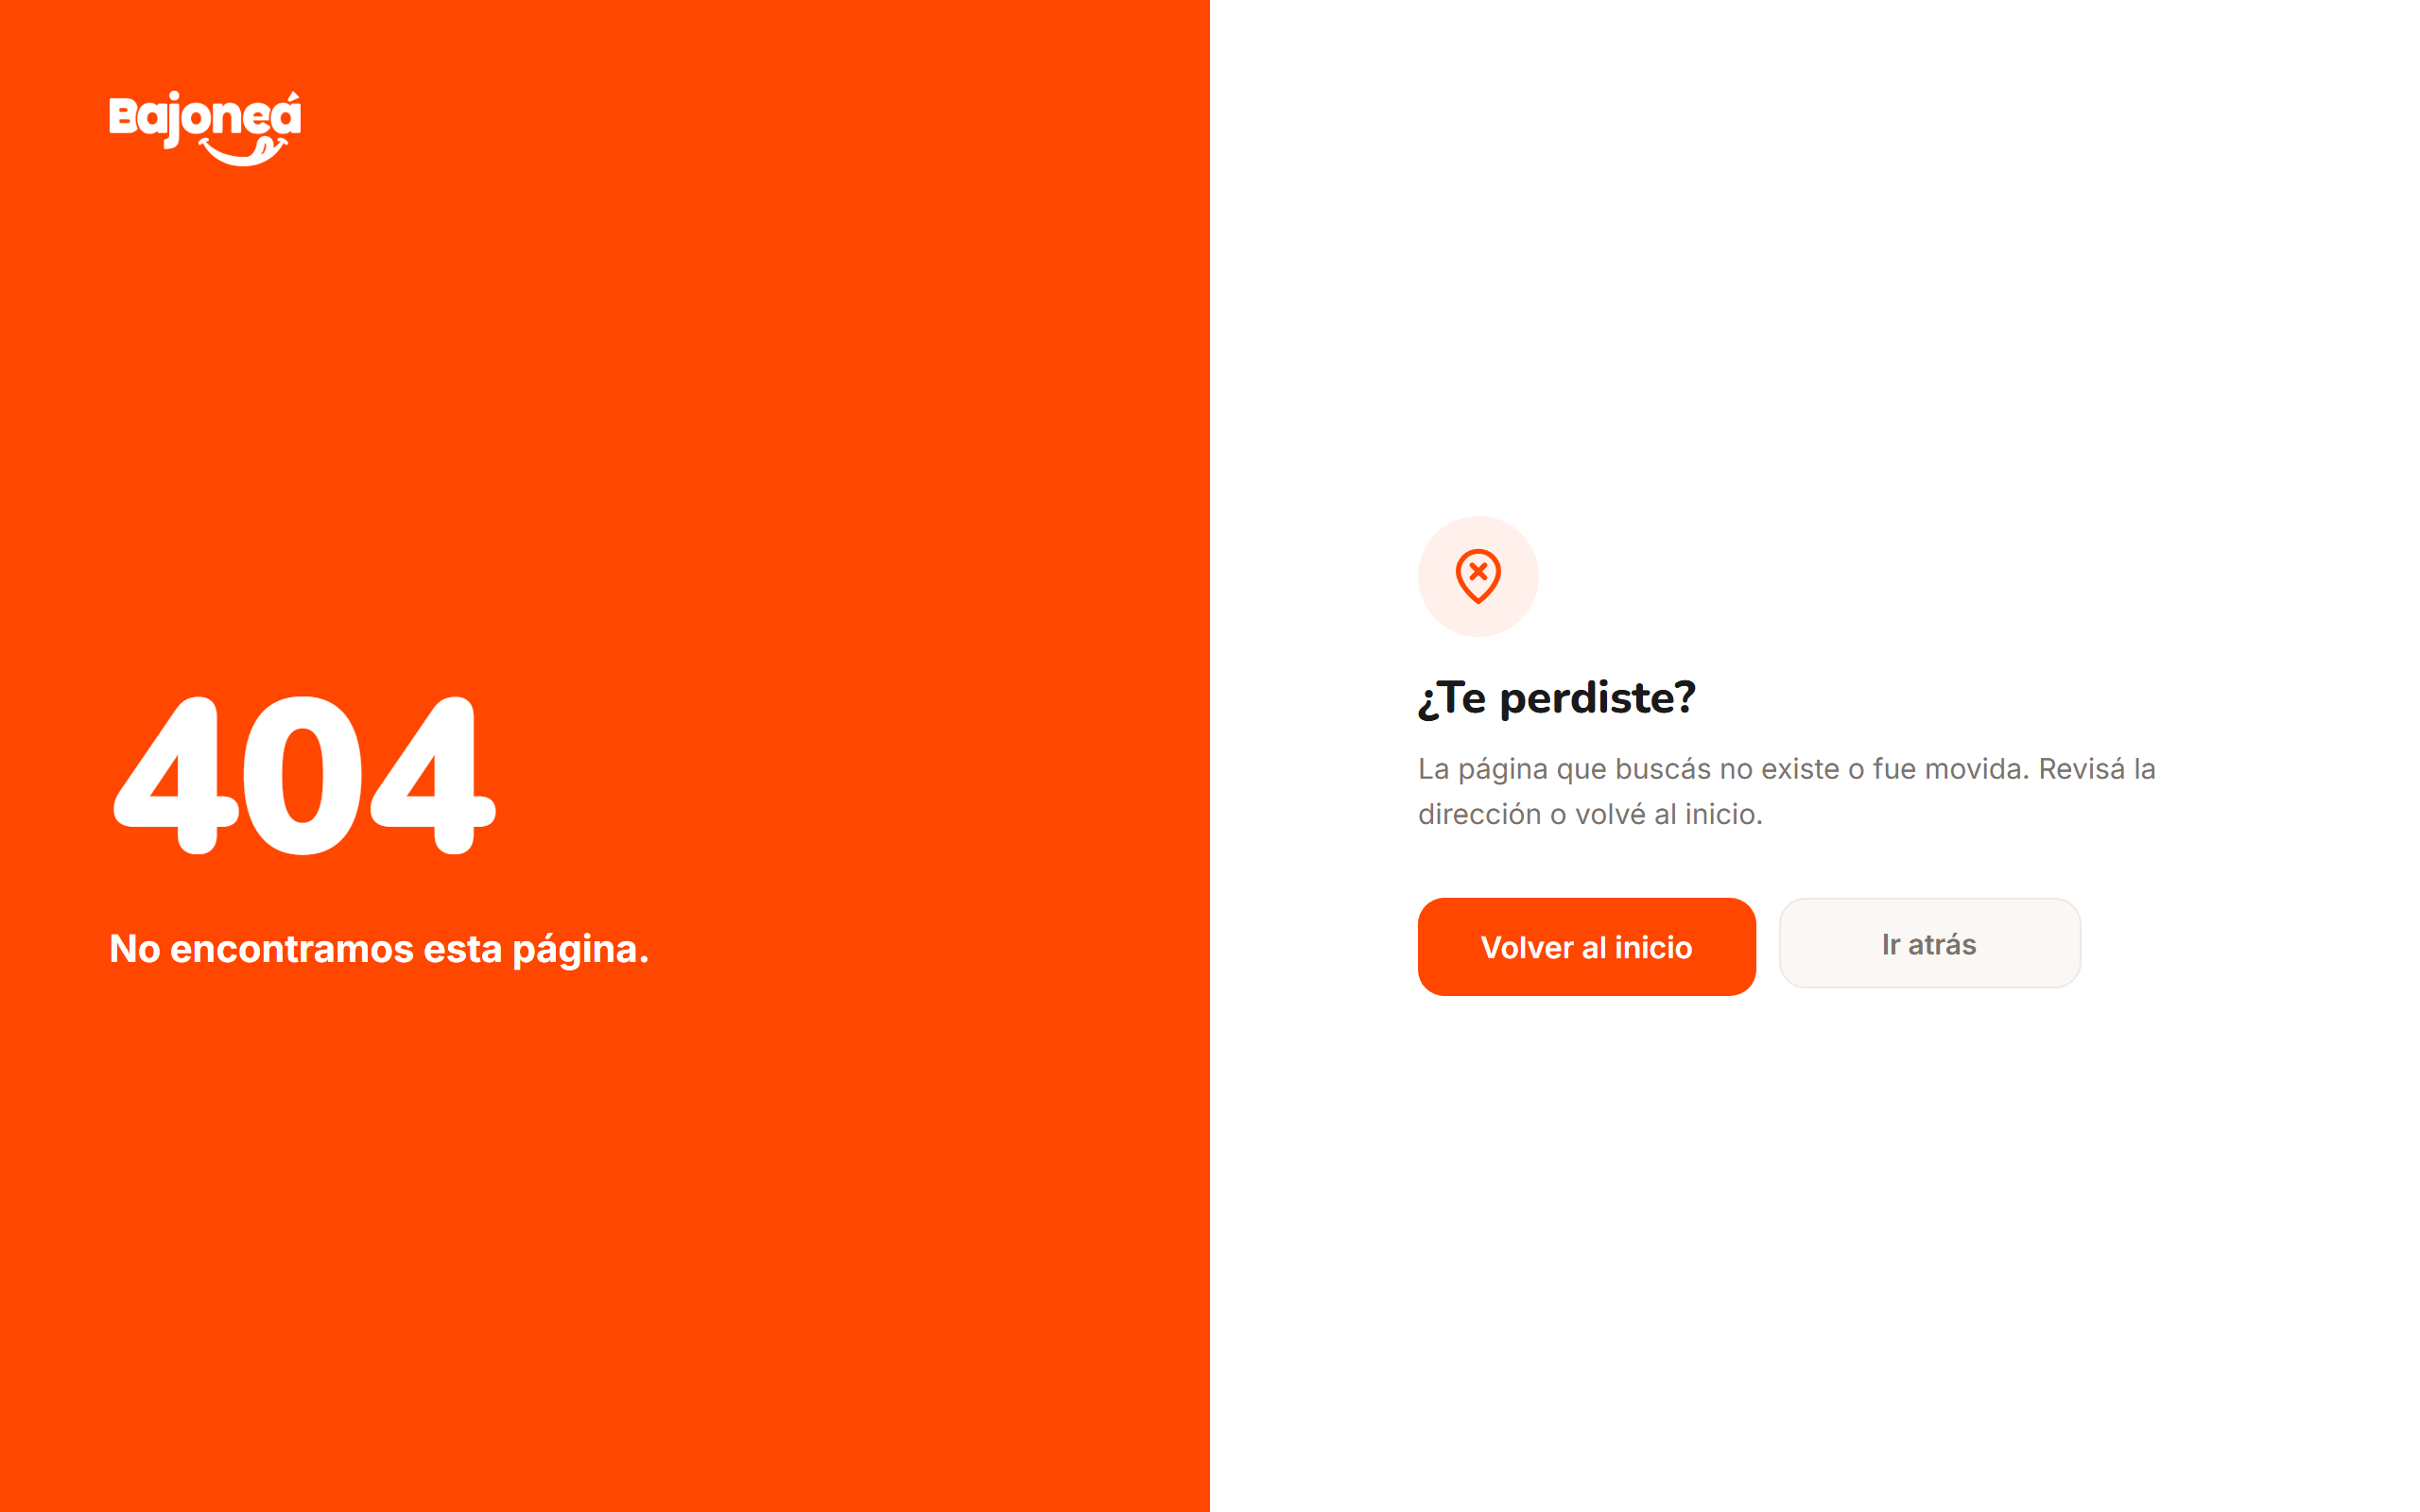 Bajoneá
404
No encontramos esta página.
¿Te perdiste?
La página que buscás no existe o fue movida. Revisá la
dirección o volvé al inicio.
Volver al inicio
Ir atrás